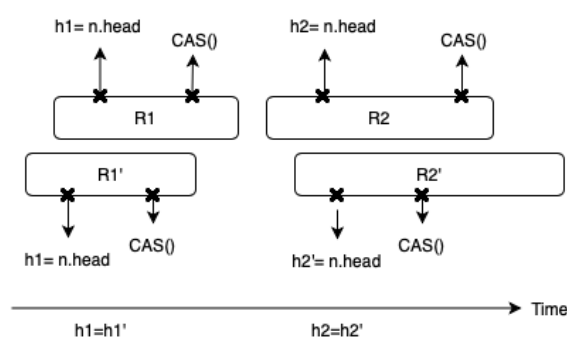 h1= n.head
CAS()
h2= n.head
CAS()
R1
R2
R1'
R2'
h1= n.head
CAS()
h2'= n.head
CAS()
Time
h1=h1'
h2=h2'